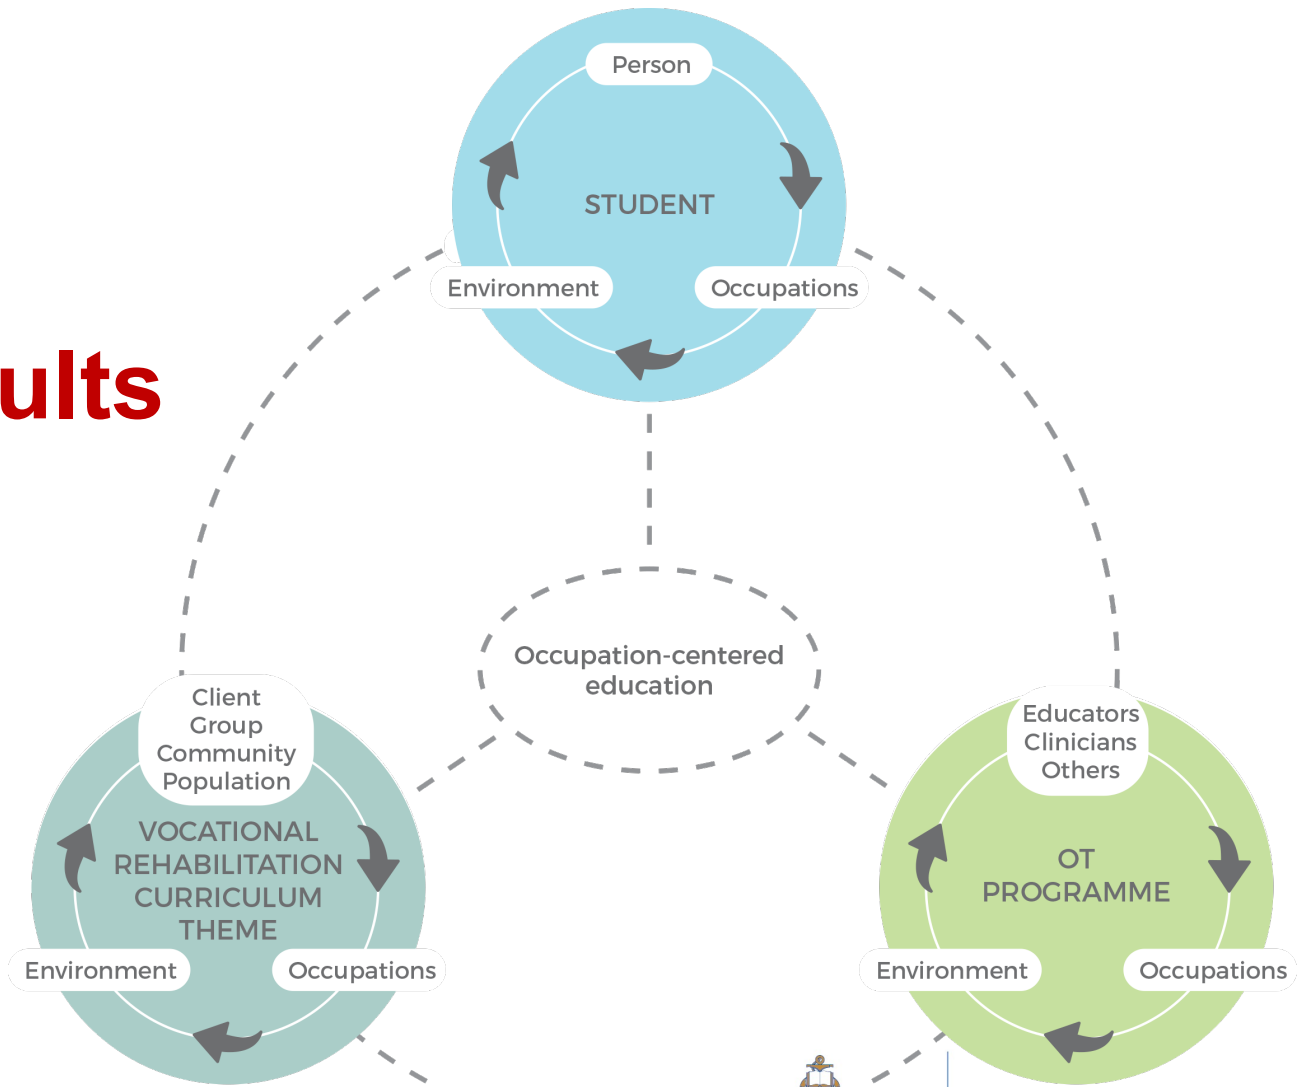 Person
STUDENT
Environment
Occupations
ults
Occupation-centered
education
Client
Group
Community
Population
VOCATIONAL
REHABILITATION
CURRICULUM
THEME
Environment
Occupations
Educators
Clinicians
Others
OT
PROGRAMME
Environment
Occupations